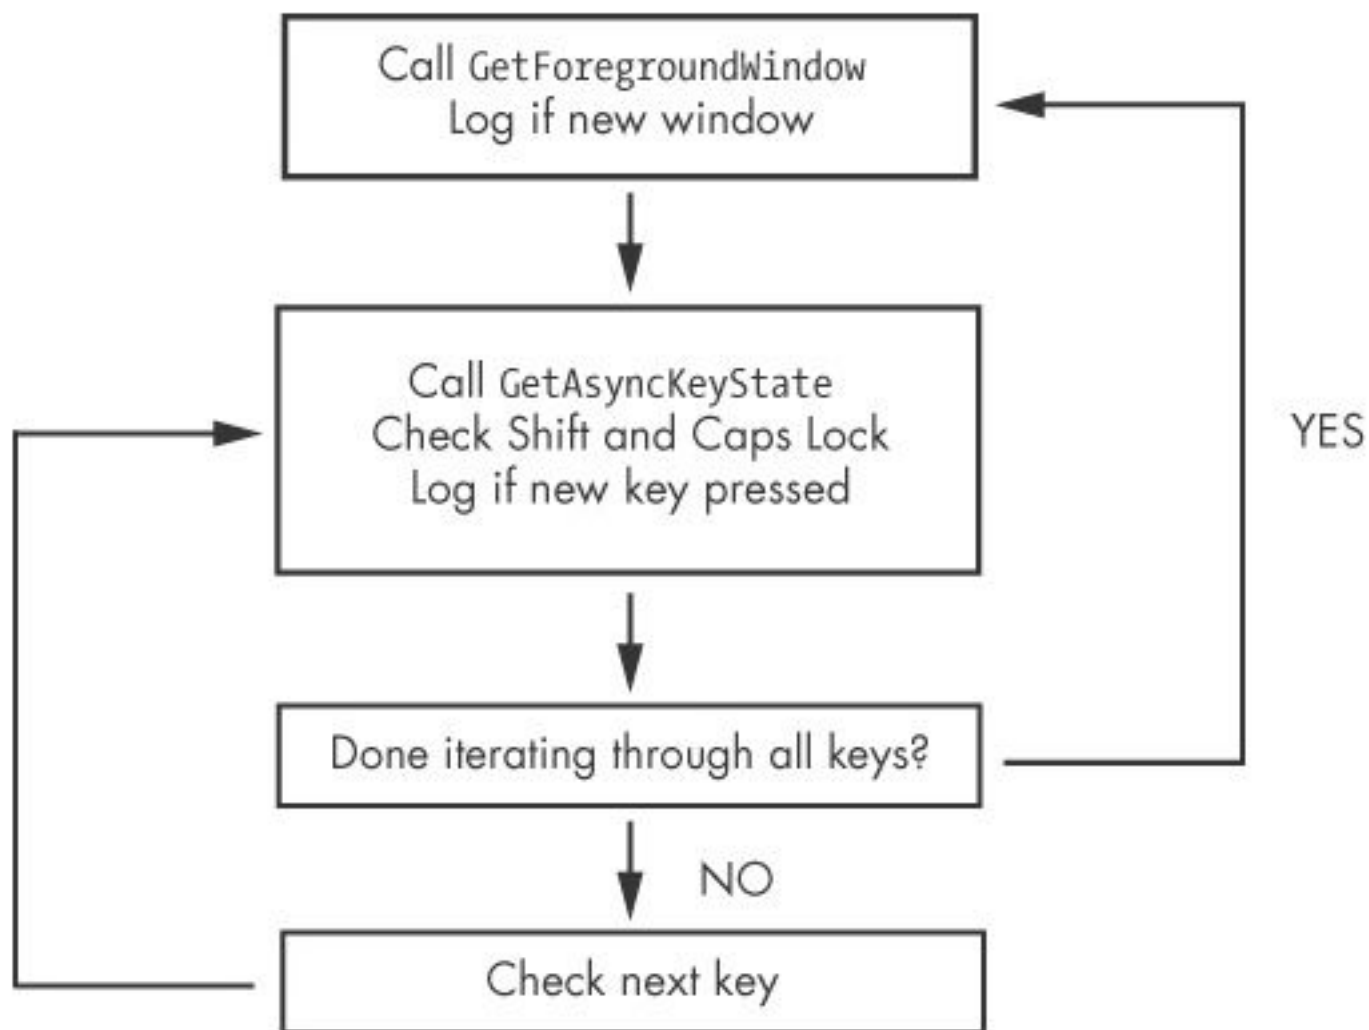 Call GetForegroundWindow
Log if new window
Call GetAsyncKeyState
Check Shift and Caps Lock
Log if new key pressed
YES
Done iterating through all keys?
NO
Check next key